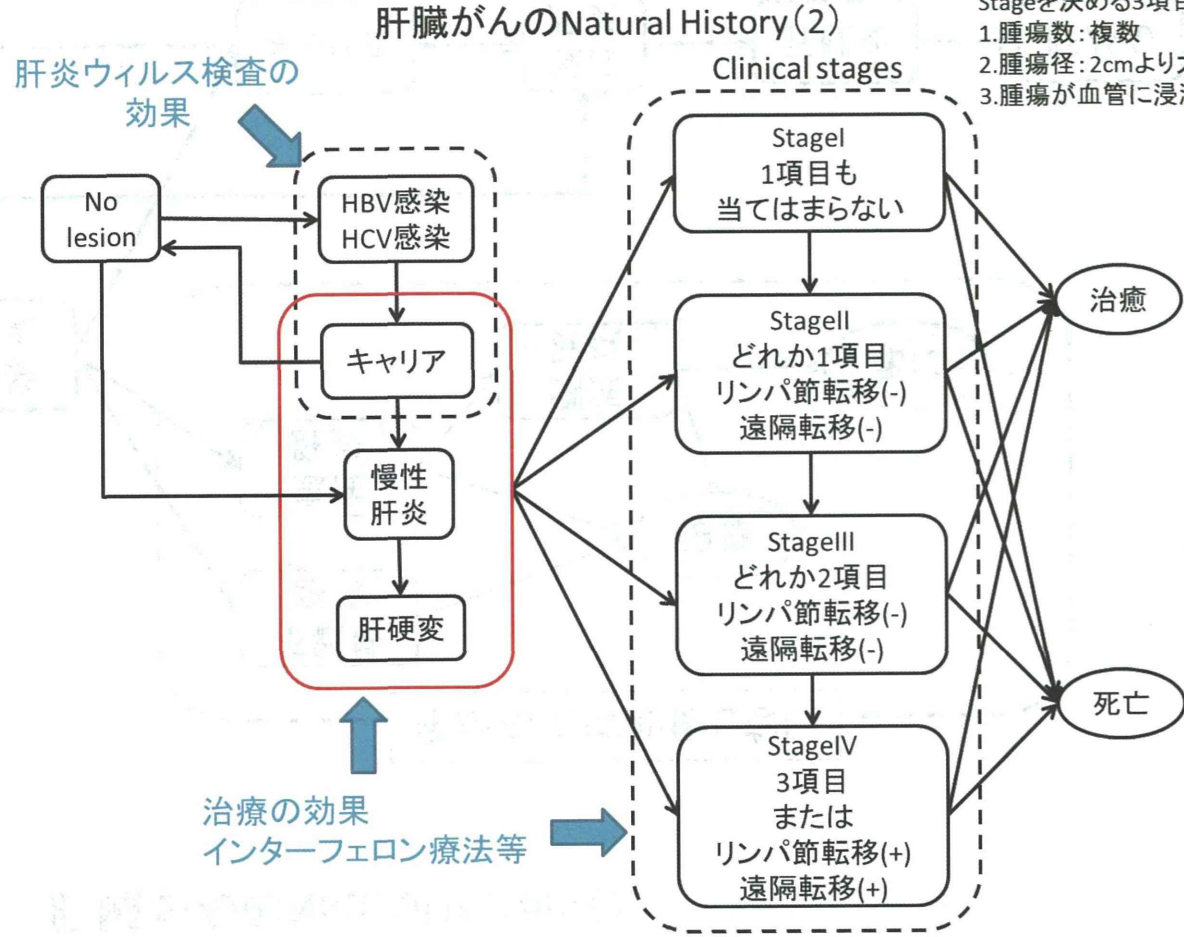 肝臓がんのNatural History(2)
Stageを決める3項目
1.腫瘍数:複数
2.腫瘍径:2cmより
3.腫瘍が血管に浸
肝炎ウィルス検査の
効果
No
lesion
HBV感染
HCV感染
キャリア
慢性
肝炎
肝硬変
治療の効果
インターフェロン療法等
Clinical stages
StageI
1項目も
当てはまらない
StageII
どれか1項目
リンパ節転移(-)
遠隔転移(-)
StageIII
どれか2項目
リンパ節転移(-)
遠隔転移(-)
StageIV
3項目
または
リンパ節転移(+)
遠隔転移(+)
治癒
死亡